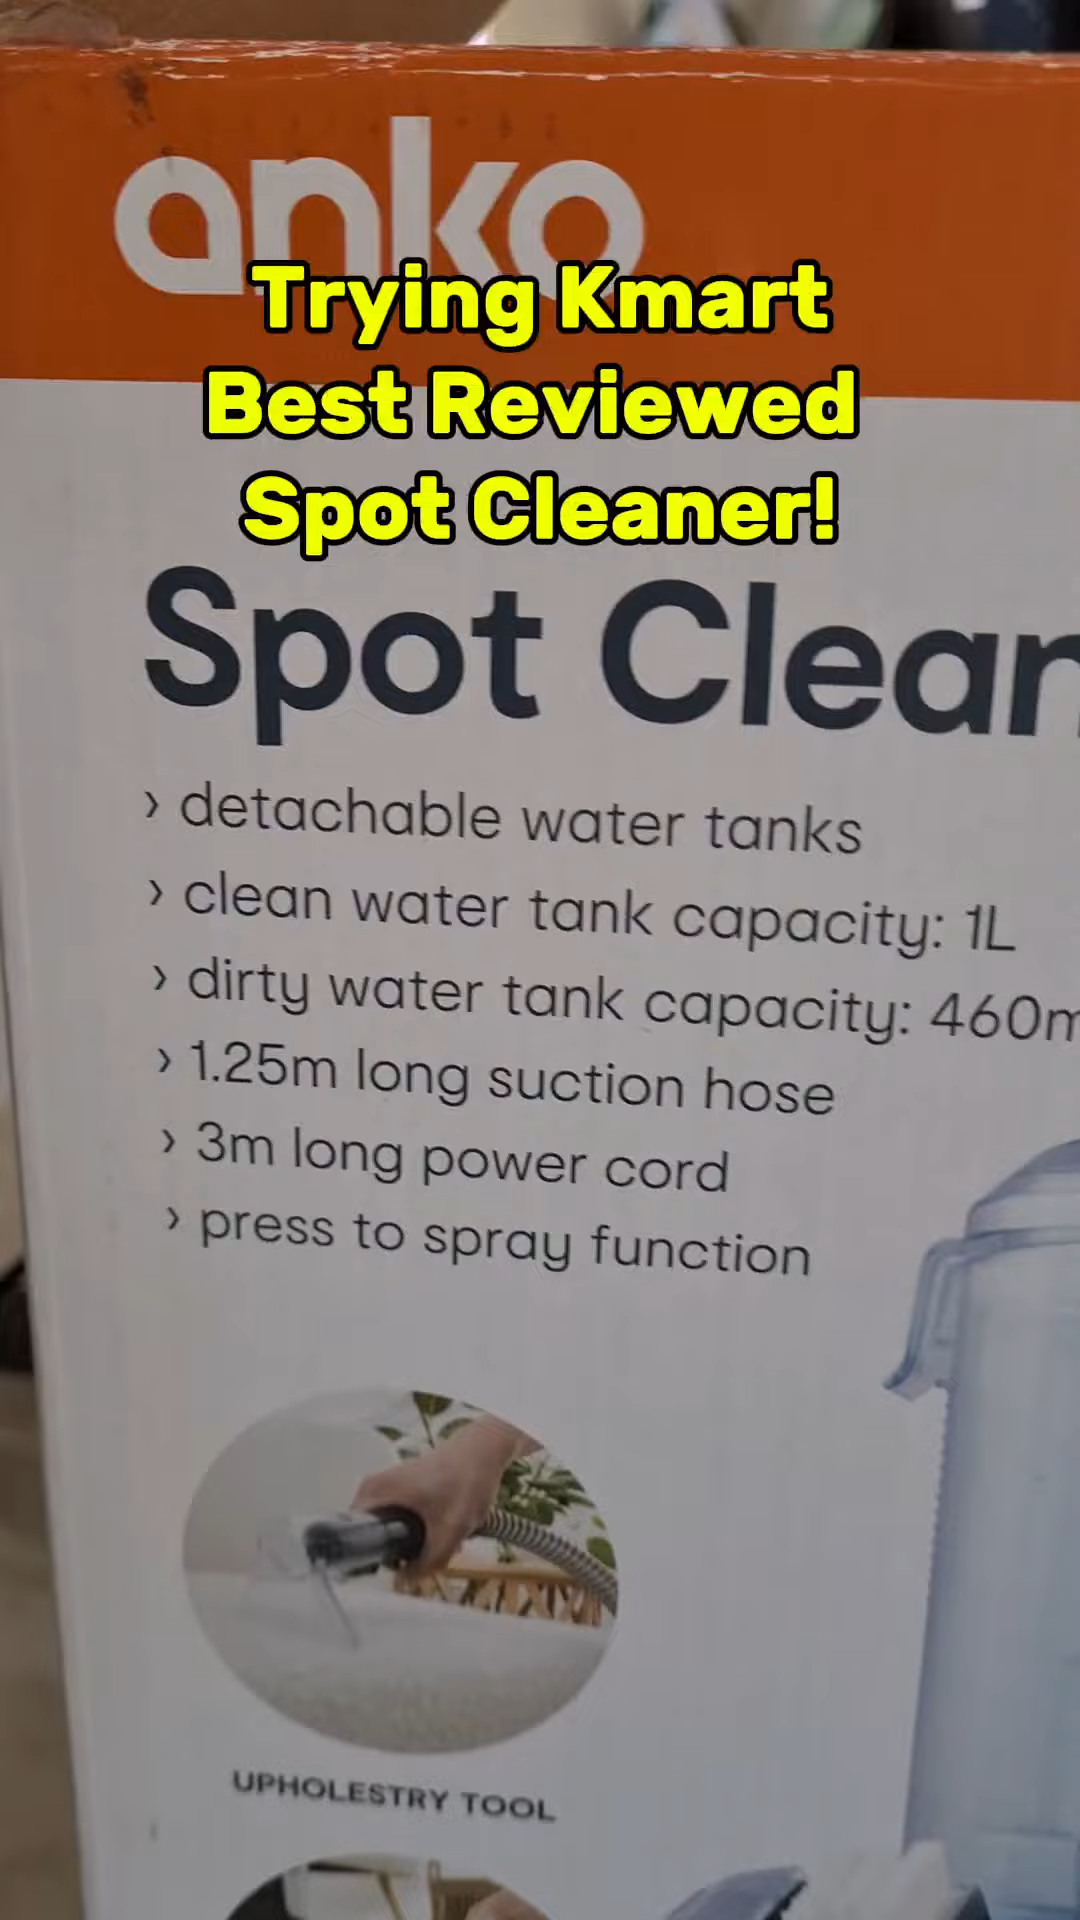 anko
Trying Kmart
Best Reviewed
Spot Cleaner!
Spot Clean
› detachable water tanks
› clean water tank capacity: 1L
› dirty water tank capacity: 460m
› 1.25m long suction hose
› 3m long power cord
› press to spray function
UPHOLESTRY TOOL